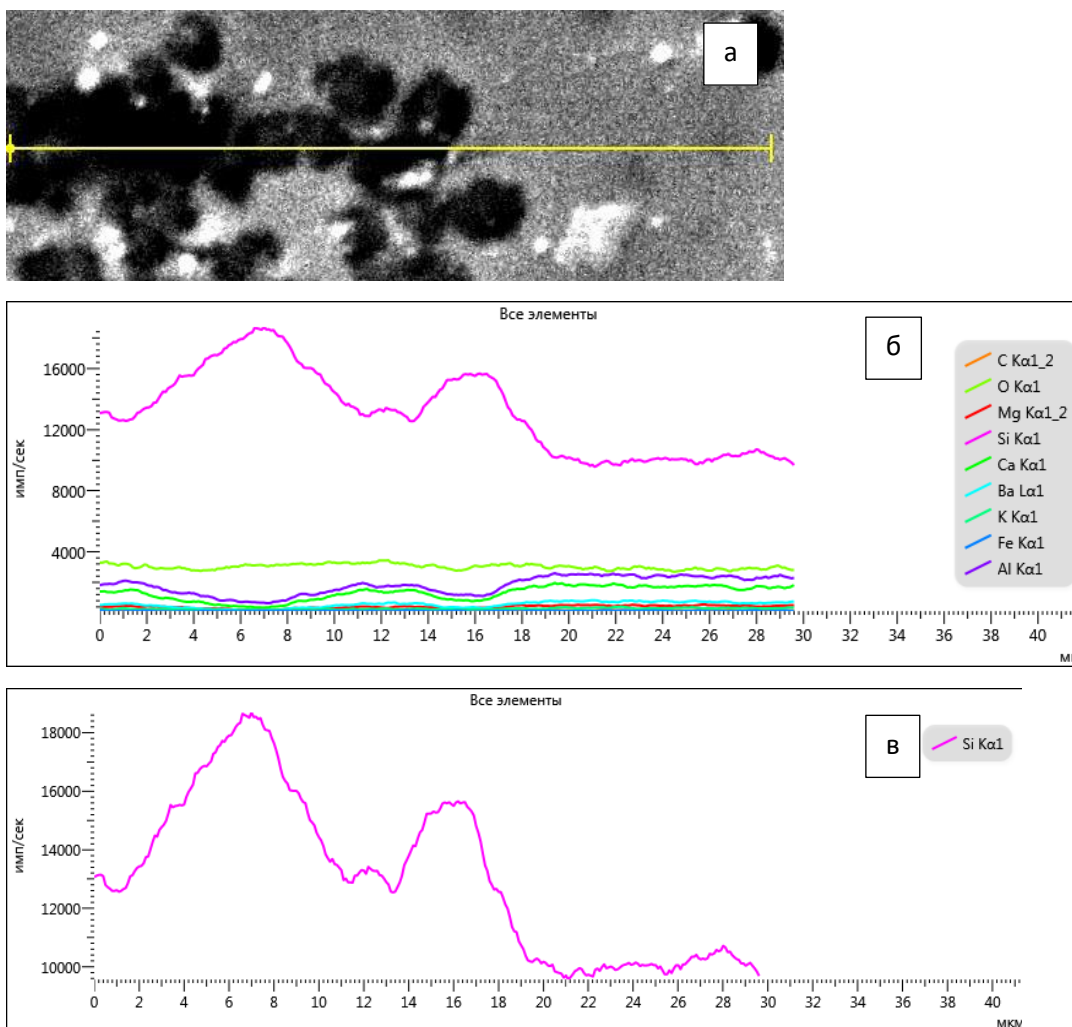 а
Все элементы
б
имп/сек
16000
12000
8000
4000
0 2 4 6 8 10 12 14 16 18 20 22 24 26 28 30 32 34 36 38 40
C Kα1_2
O Kα1
Mg Kα1_2
Si Kα1
Ca Kα1
Ba Lα1
K Kα1
Fe Kα1
Al Kα1
Все элементы
в
Si Kα1
имп/сек
18000
16000
14000
12000
10000
0 2 4 6 8 10 12 14 16 18 20 22 24 26 28 30 32 34 36 38 40
мкм